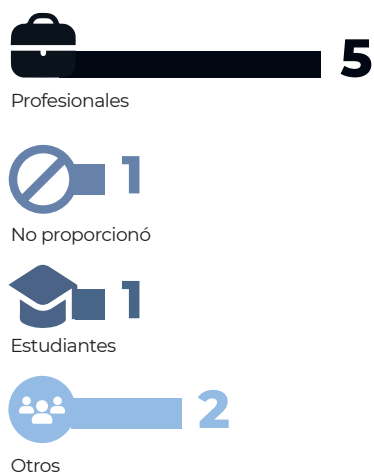 5
Profesionales
1
No proporcionó
1
Estudiantes
2
Otros